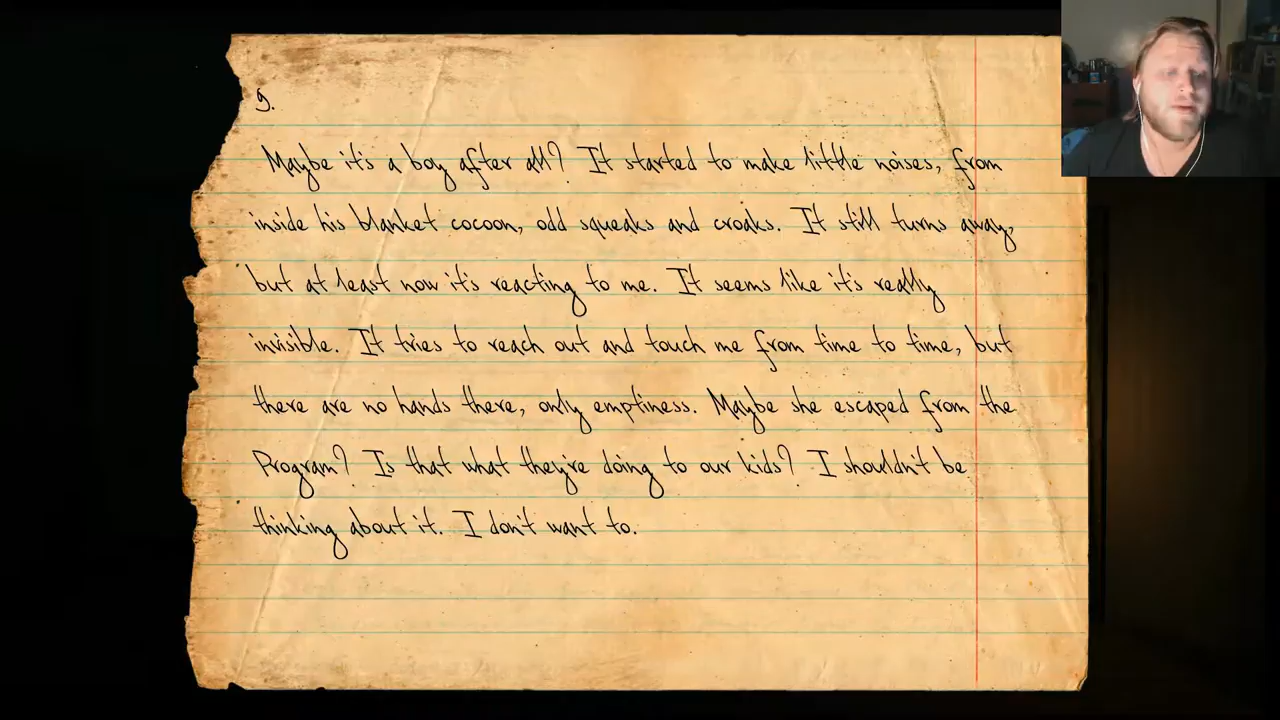 9.
Maybe it's a boy after all? It started to make little noises, from
inside his blanket cocoon, odd squeaks and croaks. It still turns away,
but at least now it's reacting to me. It seems like it's really
invisible. It tries to reach out and touch me from time to time, but
there are no hands there, only emptiness. Maybe she escaped from the
Program? Is that what they're doing to our kids? I shouldn't be
thinking about it. I don't want to.